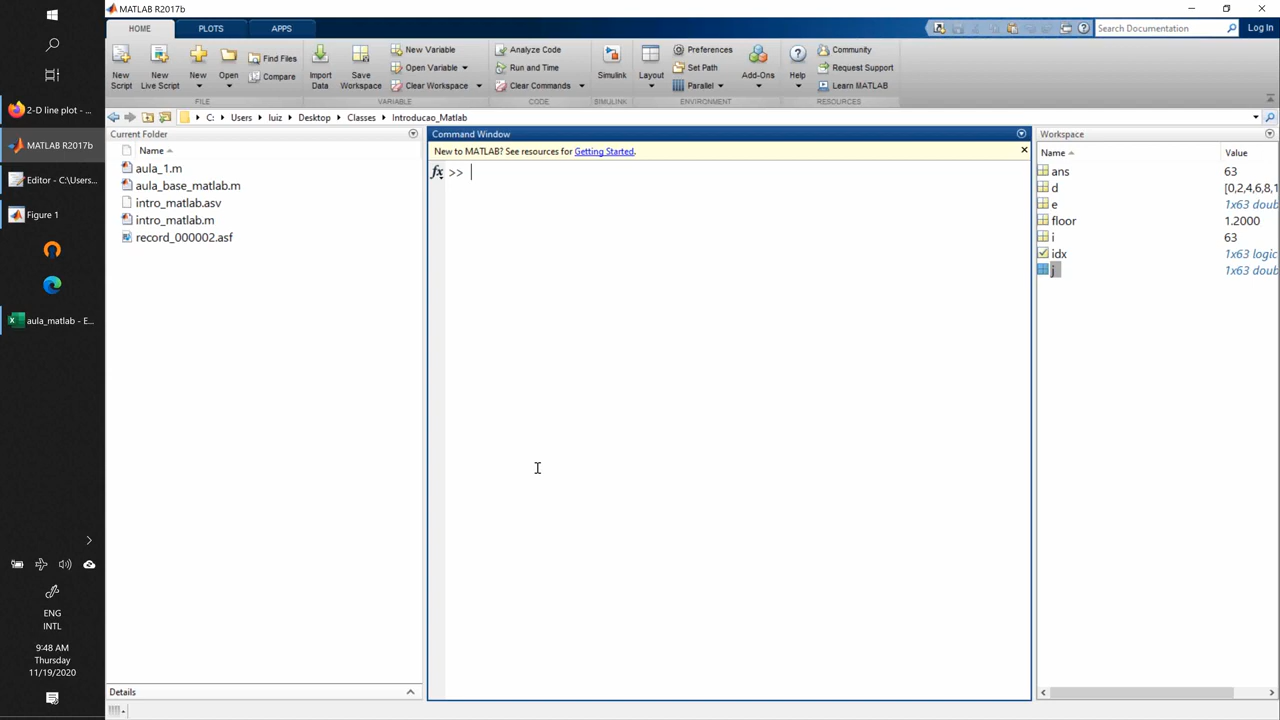 MATLAB R2017b
HOME
PLOTS
APPS
Search Documentation
Log In
New Script
New Live Script
New
Open
Find Files
Compare
Import Data
Save Workspace
New Variable
Open Variable
Clear Workspace
Analyze Code
Run and Time
Clear Commands
Simulink
Layout
Preferences
Set Path
Parallel
Add-Ons
Help
Community
Request Support
Learn MATLAB
FILE
VARIABLE
CODE
SIMULINK
ENVIRONMENT
RESOURCES
C: Users luiz Desktop Classes Introducao_Matlab
Current Folder
Name
aula_1.m
aula_base_matlab.m
intro_matlab.asv
intro_matlab.m
record_000002.asf
Details
Command Window
New to MATLAB? See resources for Getting Started.
fx >>
Workspace
Name Value
ans 63
d [0,2,4,6,8,1
e 1x63 doub
floor 1.2000
i 63
idx 1x63 logic
j 1x63 doub
2-D line plot - ...
MATLAB R2017b
Editor - C:\Users...
Figure 1
aula_matlab - E...
ENG
INTL
9:48 AM
Thursday
11/19/2020